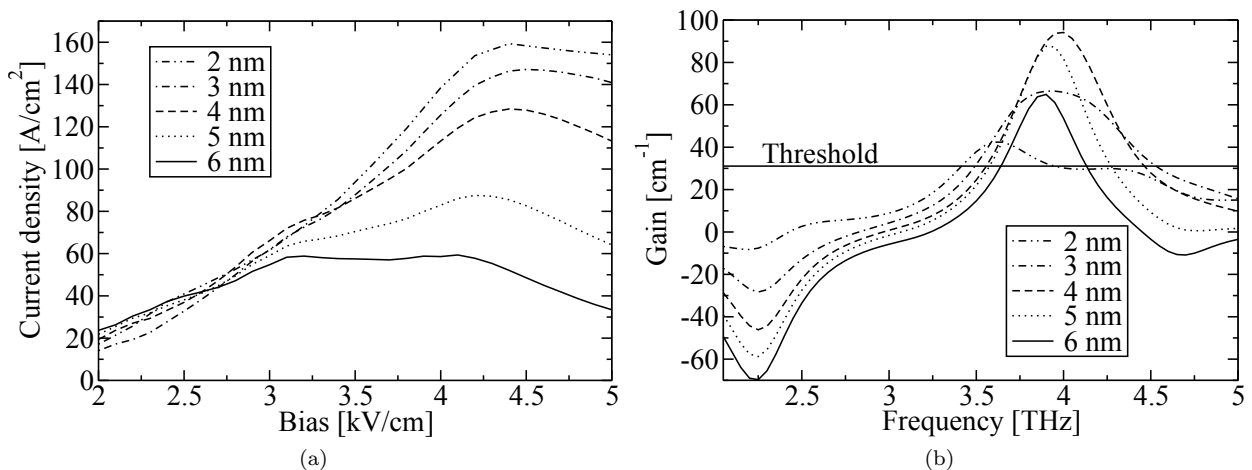 160
140
120
100
80
60
40
20
0
Current density [A/cm2]
2 nm
3 nm
4 nm
5 nm
6 nm
2 2.5 3 3.5 4 4.5 5
Bias [kV/cm]
(a)
100
80
60
40
20
0
-20
-40
-60
Gain [cm-1]
Threshold
2 nm
3 nm
4 nm
5 nm
6 nm
2.5 3 3.5 4 4.5 5
Frequency [THz]
(b)